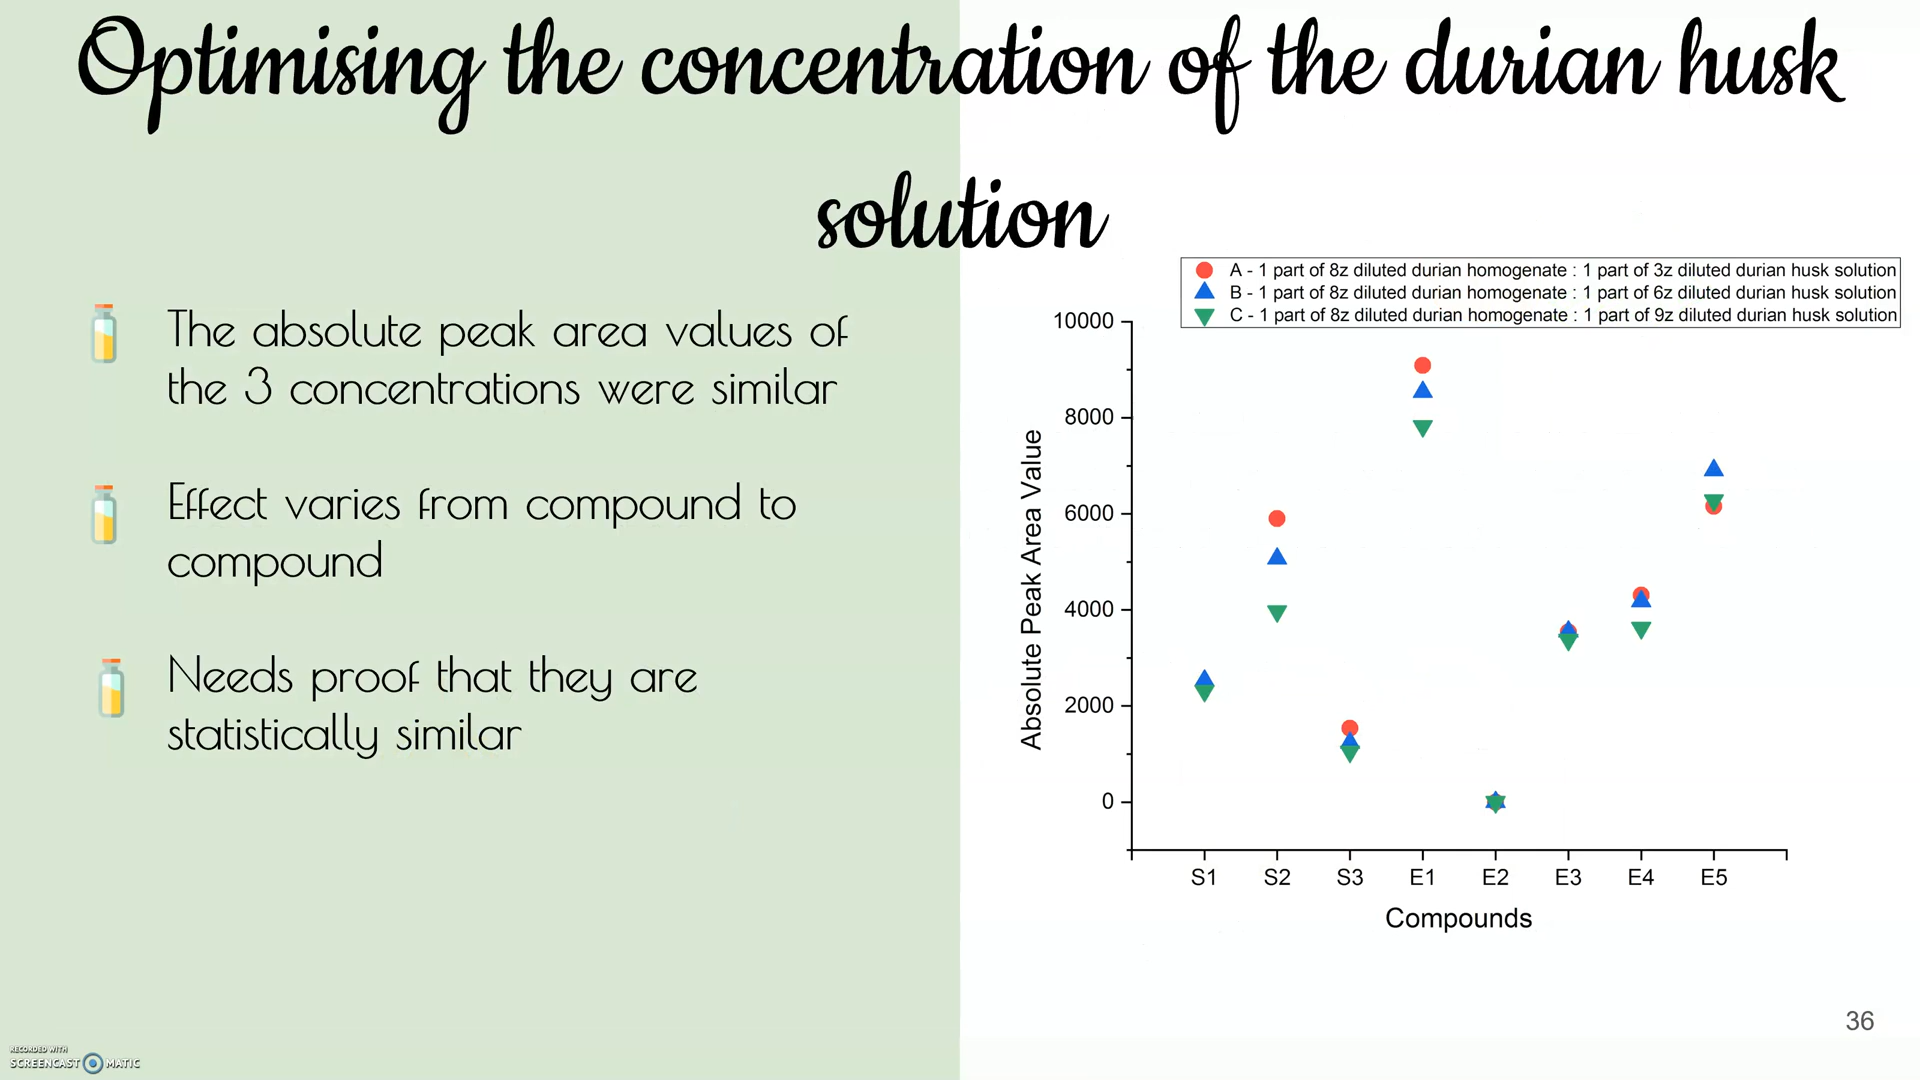 Optimising the concentration of the durian husk
solution
The absolute peak area values of
the 3 concentrations were similar
Effect varies from compound to
compound
Needs proof that they are
statistically similar
A - 1 part of 8z diluted durian homogenate : 1 part of 3z diluted durian husk solution
B - 1 part of 8z diluted durian homogenate : 1 part of 6z diluted durian husk solution
C - 1 part of 8z diluted durian homogenate : 1 part of 9z diluted durian husk solution
Absolute Peak Area Value
10000
8000
6000
4000
2000
0
S1 S2 S3 E1 E2 E3 E4 E5
Compounds
36
RECORDED WITH
SCREENCAST MATIC